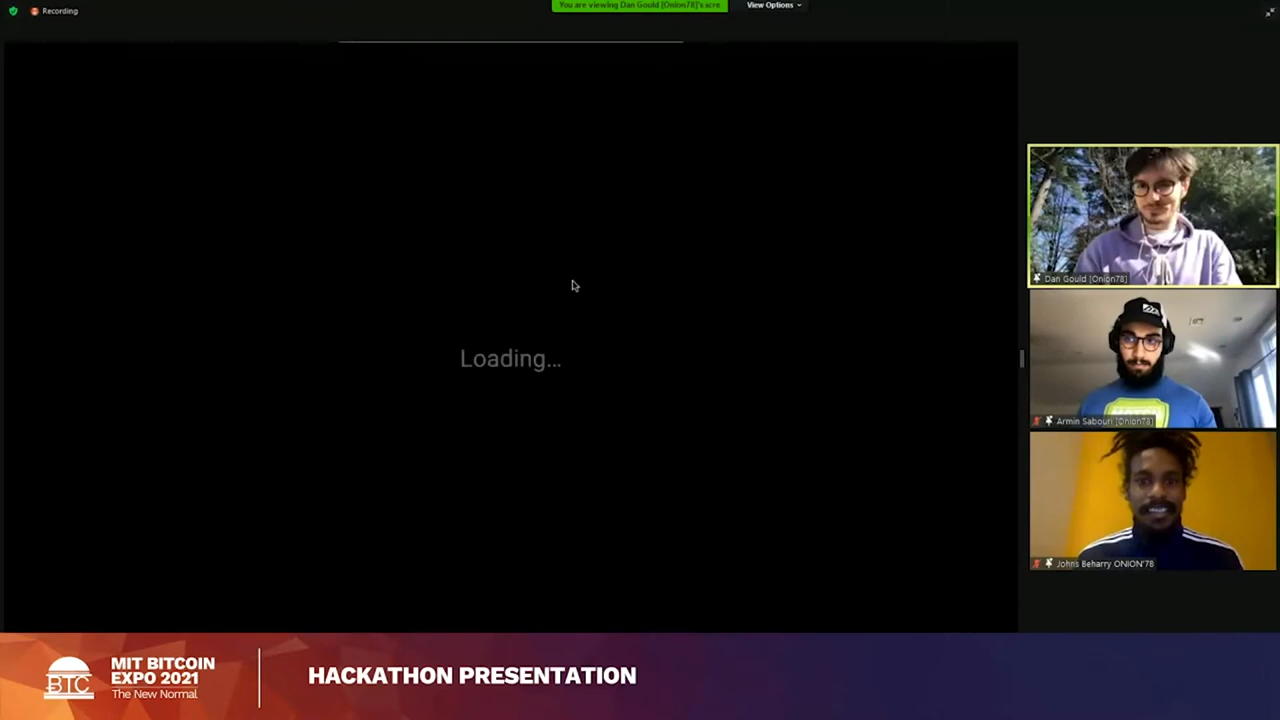 Recording
You are viewing Dan Gould [Onion78]'s scre
View Options
Loading...
Dan Gould [Onion78]
Armin Sabouri [Onion78]
Johns Beharry ONION'78
BTC
MIT BITCOIN
EXPO 2021
The New Normal
HACKATHON PRESENTATION